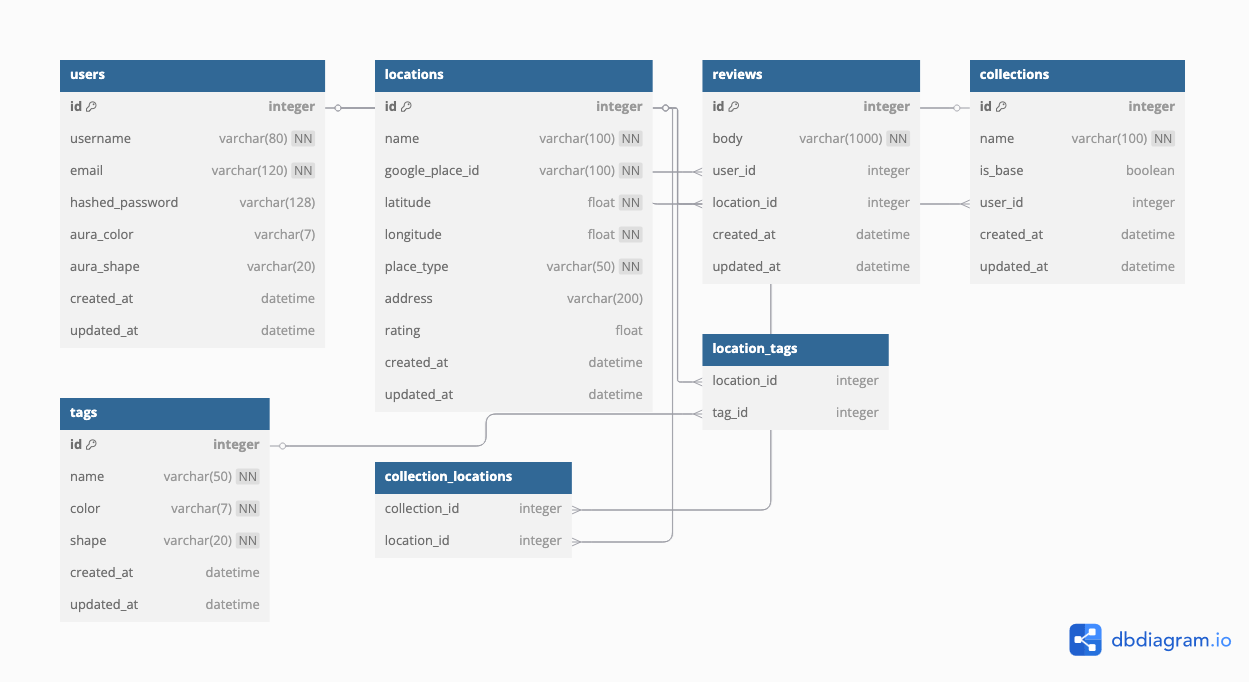 users
id integer
username varchar(80) NN
email varchar(120) NN
hashed_password varchar(128)
aura_color varchar(7)
aura_shape varchar(20)
created_at datetime
updated_at datetime
locations
id integer
name varchar(100) NN
google_place_id varchar(100) NN
latitude float NN
longitude float NN
place_type varchar(50) NN
address varchar(200)
rating float
created_at datetime
updated_at datetime
reviews
id integer
body varchar(1000) NN
user_id integer
location_id integer
created_at datetime
updated_at datetime
collections
id integer
name varchar(100) NN
is_base boolean
user_id integer
created_at datetime
updated_at datetime
location_tags
location_id integer
tag_id integer
tags
id integer
name varchar(50) NN
color varchar(7) NN
shape varchar(20) NN
created_at datetime
updated_at datetime
collection_locations
collection_id integer
location_id integer
dbdiagram.io